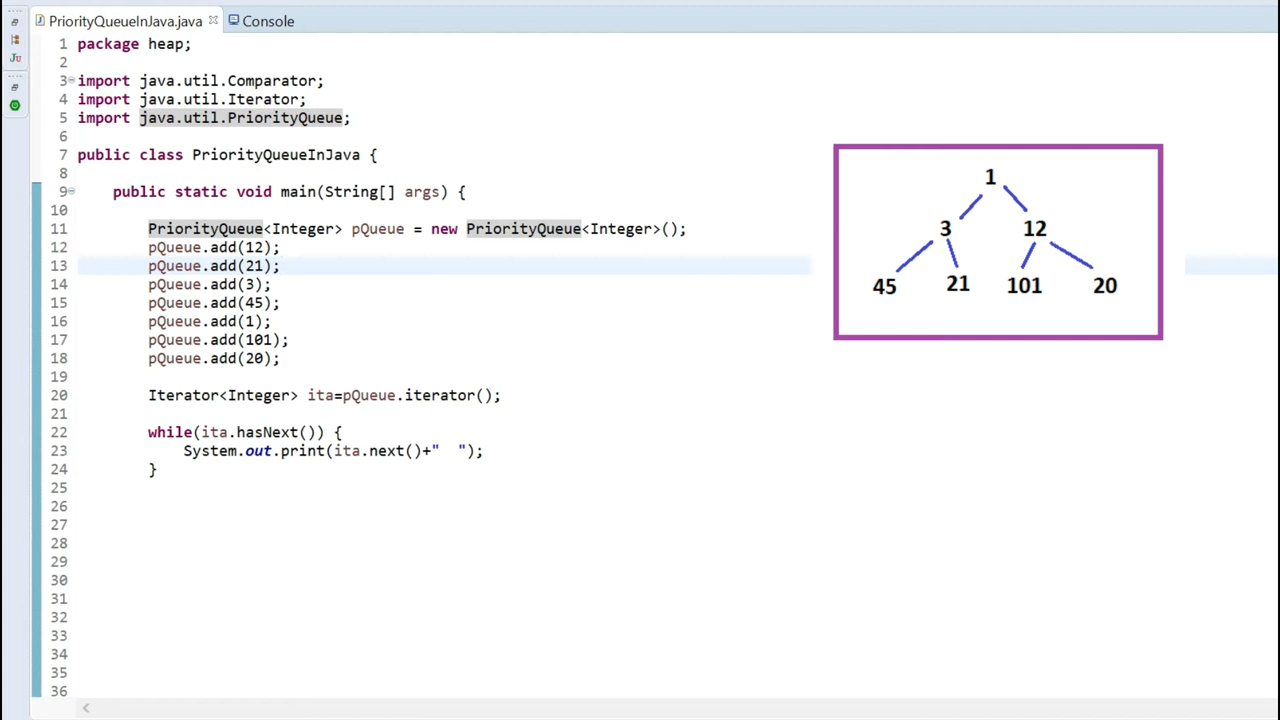 PriorityQueueInJava.java Console
1 package heap;
2
3 import java.util.Comparator;
4 import java.util.Iterator;
5 import java.util.PriorityQueue;
6
7 public class PriorityQueueInJava {
8
9 public static void main(String[] args) {
10
11 PriorityQueue<Integer> pQueue = new PriorityQueue<Integer>();
12 pQueue.add(12);
13 pQueue.add(21);
14 pQueue.add(3);
15 pQueue.add(45);
16 pQueue.add(1);
17 pQueue.add(101);
18 pQueue.add(20);
19
20 Iterator<Integer> ita=pQueue.iterator();
21
22 while(ita.hasNext()) {
23 System.out.print(ita.next()+"  ");
24 }
25
26
27
28
29
30
31
32
33
34
35
36
1
3 12
45 21 101 20
Ju